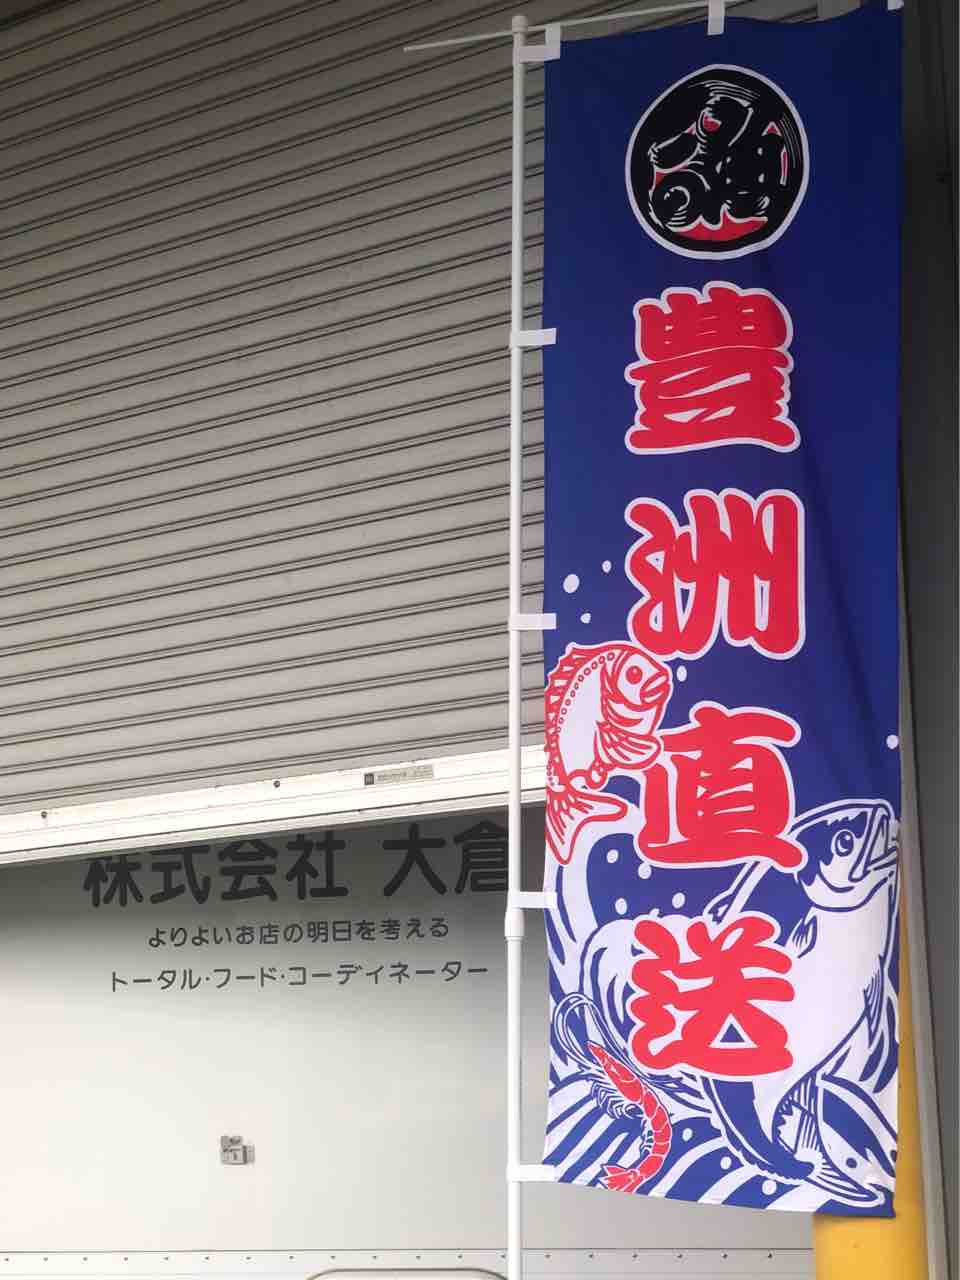 豊洲直送
株式会社 大倉
よりよいお店の明日を考える
トータル・フード・コーディネーター